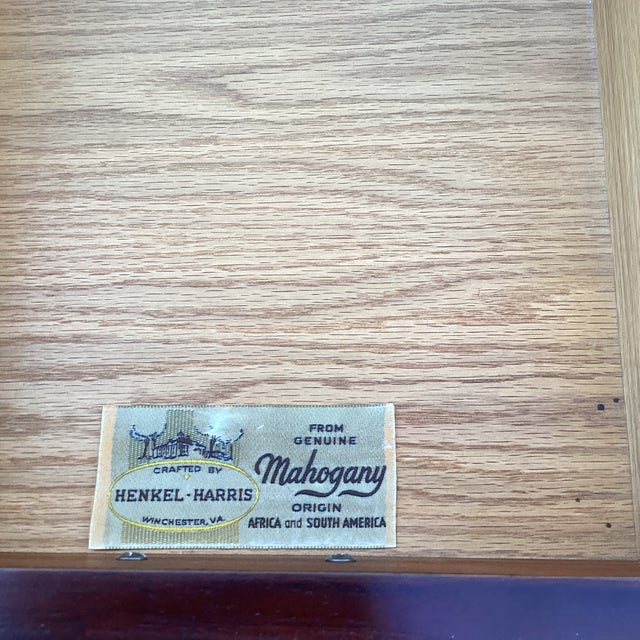 CRAFTED BY
HENKEL-HARRIS
WINCHESTER, VA.
FROM
GENUINE
Mahogany
ORIGIN
AFRICA and SOUTH AMERICA